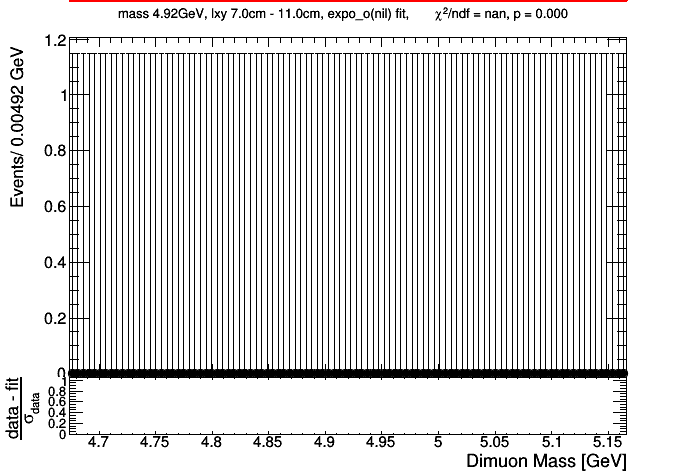 mass 4.92GeV, lxy 7.0cm - 11.0cm, expo_o(nil) fit, χ²/ndf = nan, p = 0.000
Events/ 0.00492 GeV
1.2
1
0.8
0.6
0.4
0.2
0
data - fit
σdata
1
0.8
0.6
0.4
0.2
0
4.7 4.75 4.8 4.85 4.9 4.95 5 5.05 5.1 5.15
Dimuon Mass [GeV]